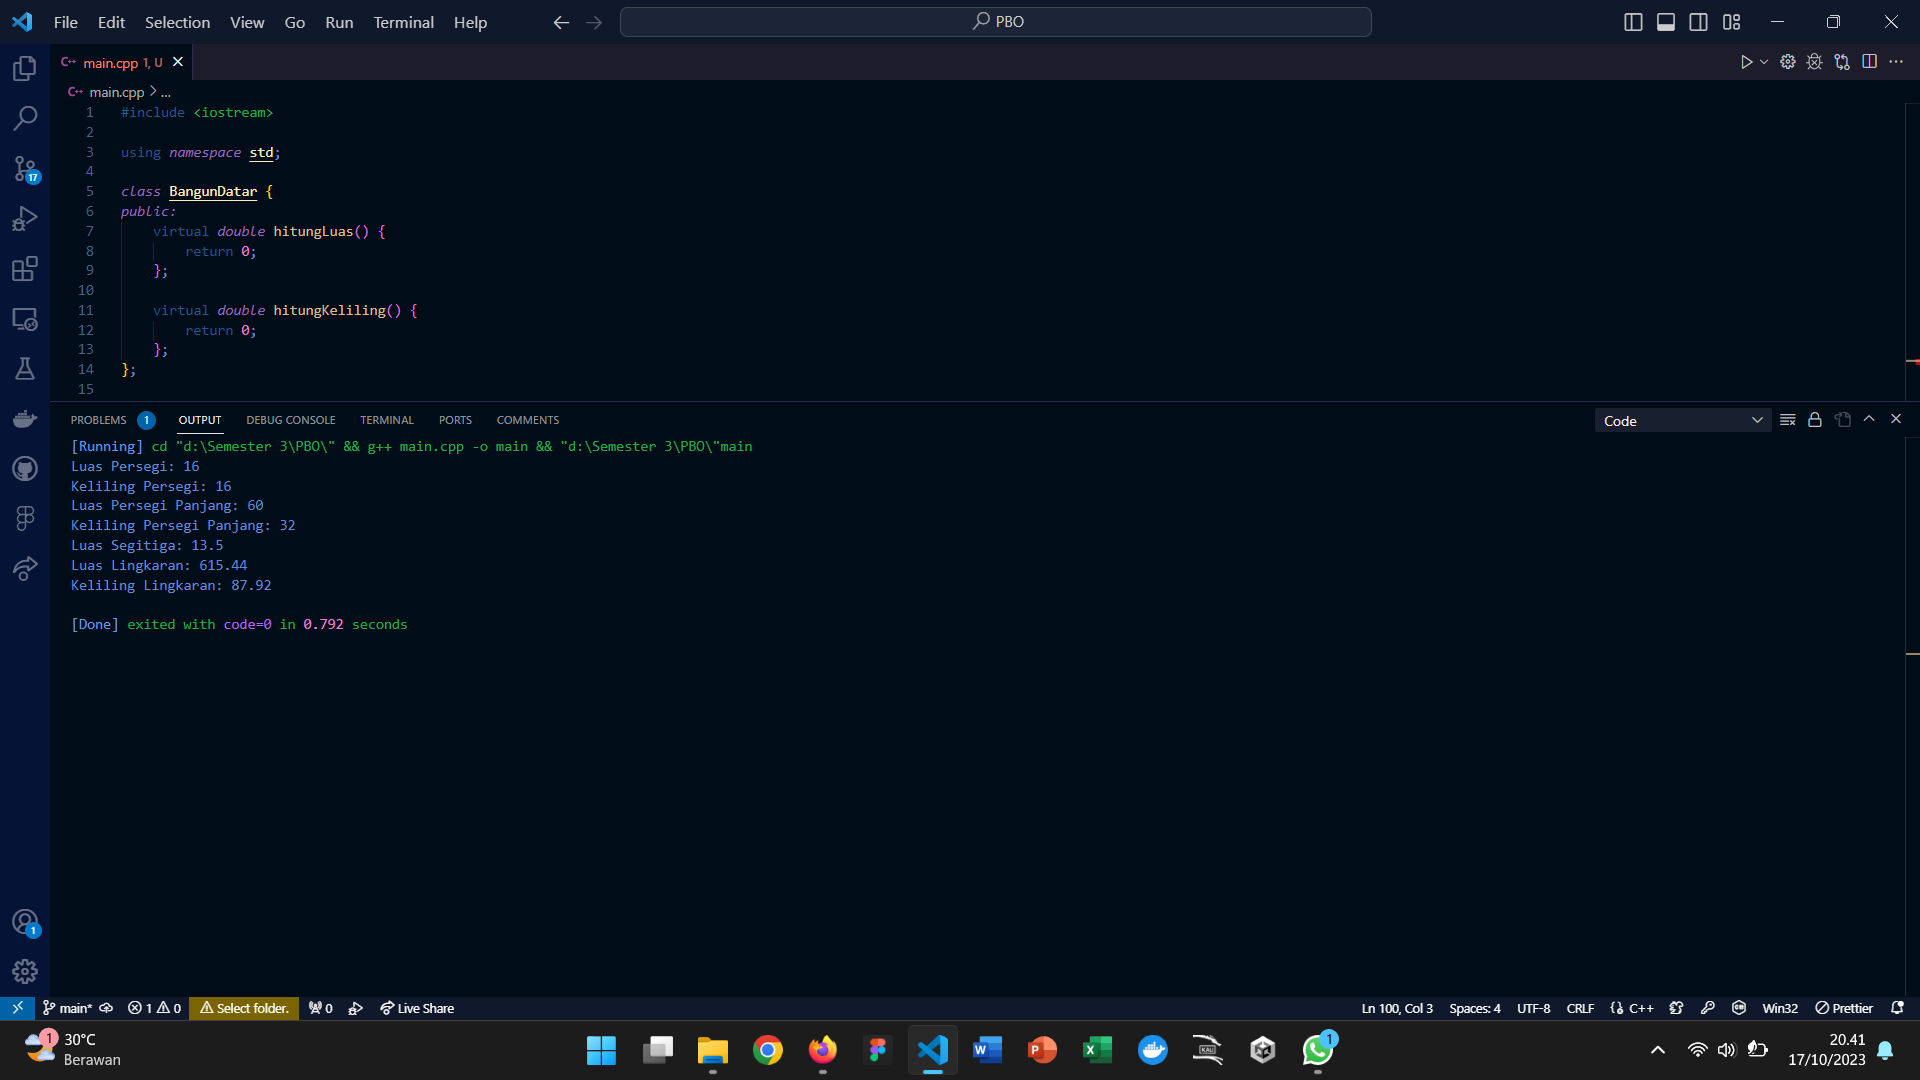 File Edit Selection View Go Run Terminal Help
PBO
main.cpp 1, U
main.cpp > ...
1 #include <iostream>
2
3 using namespace std;
4
5 class BangunDatar {
6 public:
7 virtual double hitungLuas() {
8 return 0;
9 };
10
11 virtual double hitungKeliling() {
12 return 0;
13 };
14 };
15
PROBLEMS 1 OUTPUT DEBUG CONSOLE TERMINAL PORTS COMMENTS
Code
[Running] cd "d:\Semester 3\PBO\" && g++ main.cpp -o main && "d:\Semester 3\PBO\"main
Luas Persegi: 16
Keliling Persegi: 16
Luas Persegi Panjang: 60
Keliling Persegi Panjang: 32
Luas Segitiga: 13.5
Luas Lingkaran: 615.44
Keliling Lingkaran: 87.92
[Done] exited with code=0 in 0.792 seconds
17
1
main* 1 0 Select folder. 0 Live Share
Ln 100, Col 3 Spaces: 4 UTF-8 CRLF {} C++ Win32 Prettier
1
30°C
Berawan
W P X KALI 1
20.41
17/10/2023